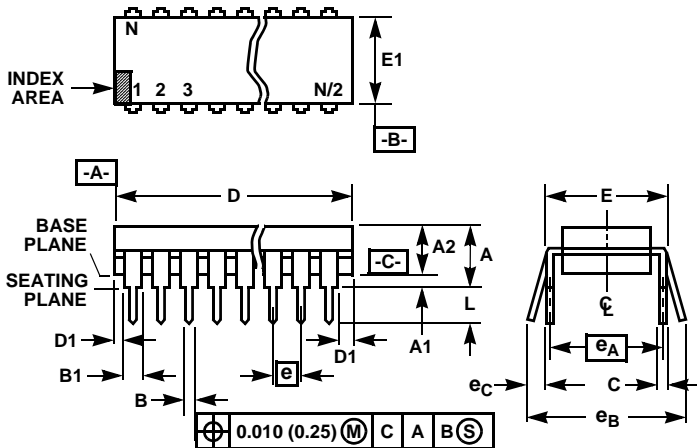 N
INDEX
AREA
1 2 3 N/2
E1
-B-
-A-
D
E
BASE
PLANE
A2
A
-C-
SEATING
PLANE
L
CL
D1
A1
D1
eA
B1
e
eC
C
B
eB
⌖ 0.010 (0.25) Ⓜ C A B Ⓢ